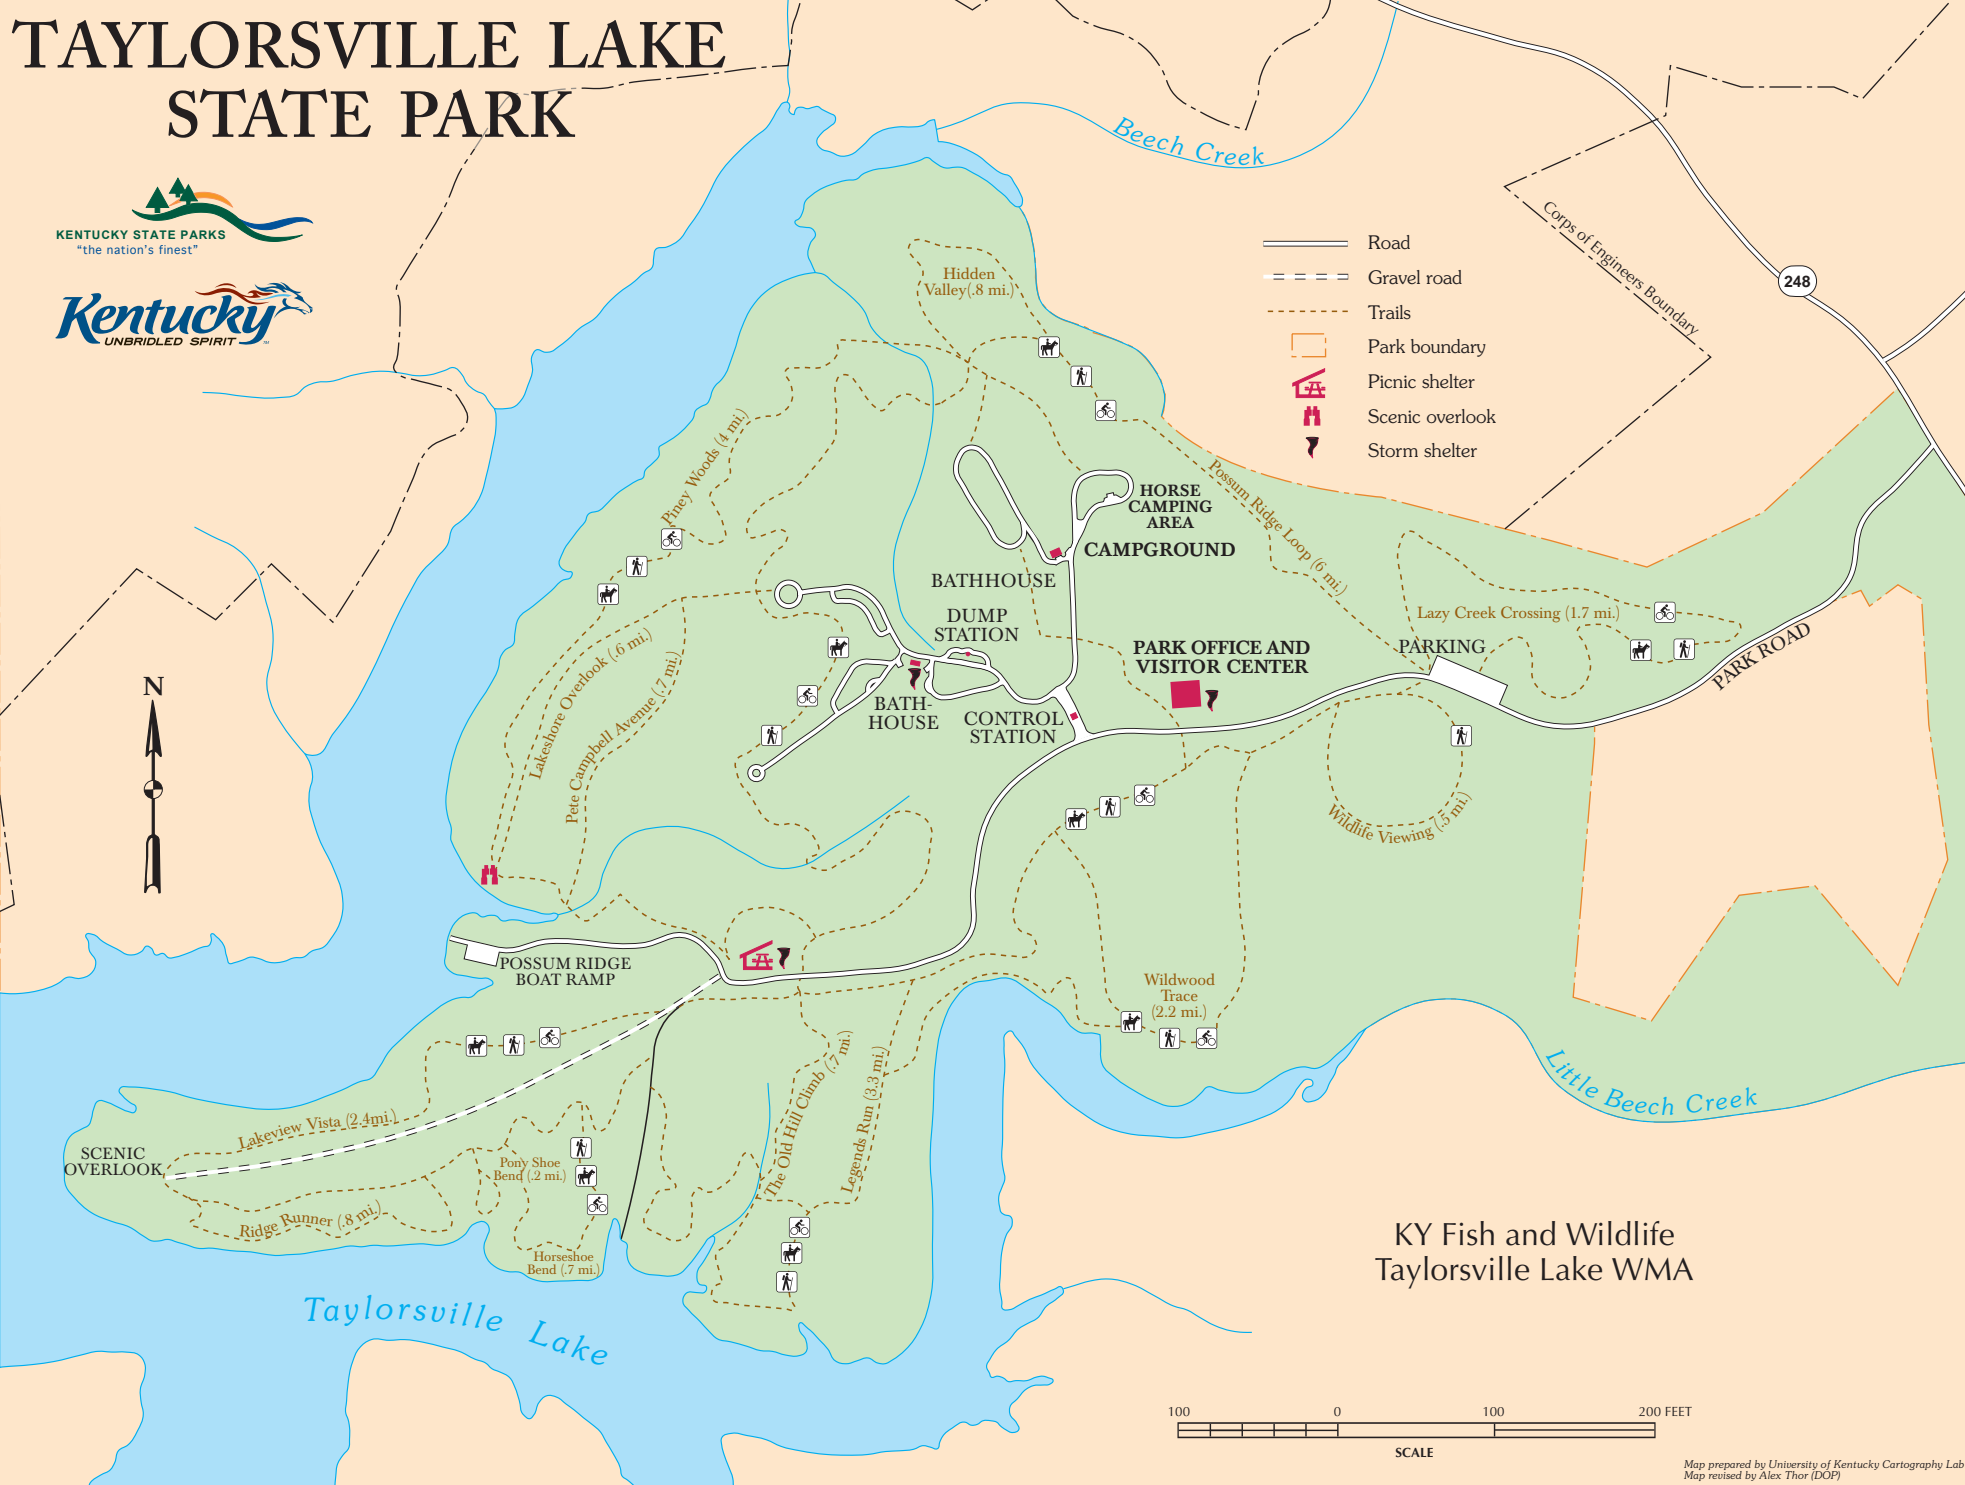 TAYLORSVILLE LAKE
STATE PARK
KENTUCKY STATE PARKS
“the nation’s finest”
Kentucky
UNBRIDLED SPIRIT
TM
N
Beech Creek
Road
Gravel road
Trails
Park boundary
Picnic shelter
Scenic overlook
Storm shelter
Corps of Engineers Boundary
248
Hidden
Valley(.8 mi.)
Piney Woods (4 mi.)
Possum Ridge Loop (6 mi.)
HORSE
CAMPING
AREA
CAMPGROUND
BATHHOUSE
DUMP
STATION
PARK OFFICE AND
VISITOR CENTER
PARKING
Lazy Creek Crossing (1.7 mi.)
PARK ROAD
Lakeshore Overlook (.6 mi.)
Pete Campbell Avenue (.7 mi.)
BATH-
HOUSE
CONTROL
STATION
Wildlife Viewing (.5 mi.)
POSSUM RIDGE
BOAT RAMP
Wildwood
Trace
(2.2 mi.)
Little Beech Creek
The Old Hill Climb (.7 mi.)
Legends Run (3.3 mi.)
Lakeview Vista (2.4mi.)
SCENIC
OVERLOOK
Pony Shoe
Bend (.2 mi.)
Ridge Runner (.8 mi.)
Horseshoe
Bend (.7 mi.)
Taylorsville Lake
KY Fish and Wildlife
Taylorsville Lake WMA
100 0 100 200 FEET
SCALE
Map prepared by University of Kentucky Cartography Lab
Map revised by Alex Thor (DOP)